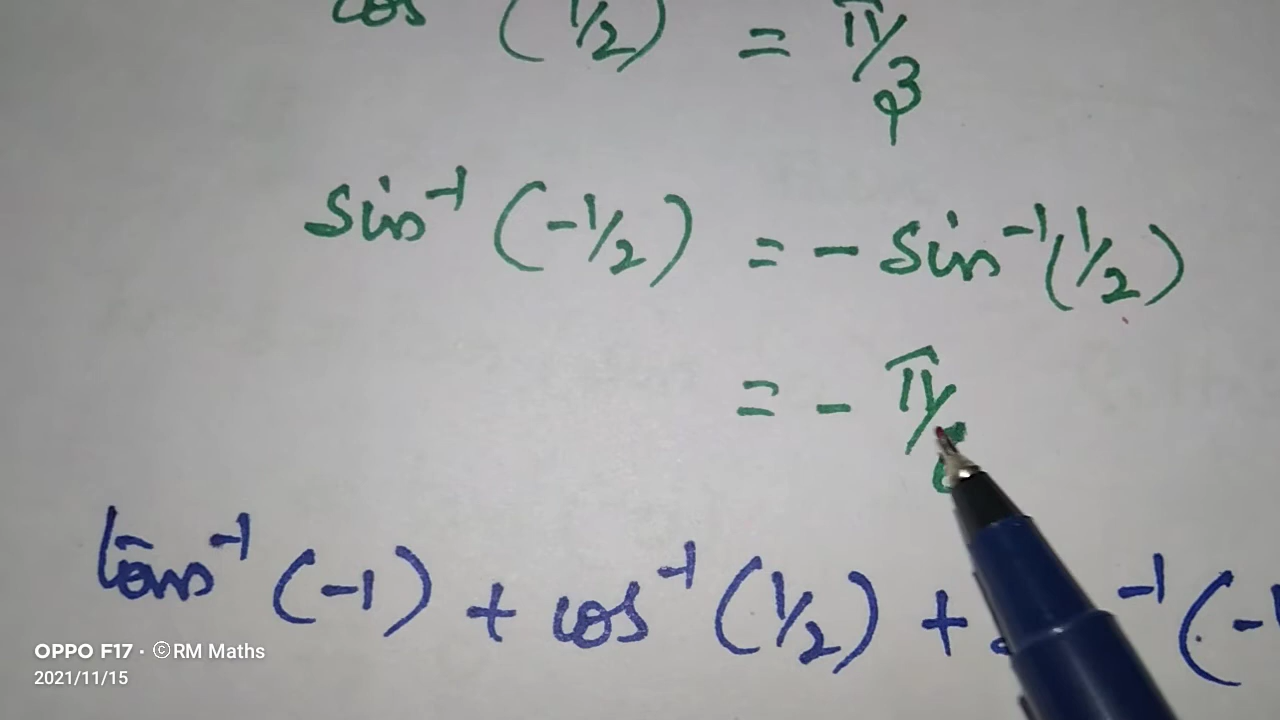 cos (1/2) = π/3
sin⁻¹ (-1/2) = - sin⁻¹(1/2)
= - π/6
tan⁻¹ (-1) + cos⁻¹ (1/2) + ⁻¹ (-1
OPPO F17 · ©RM Maths
2021/11/15